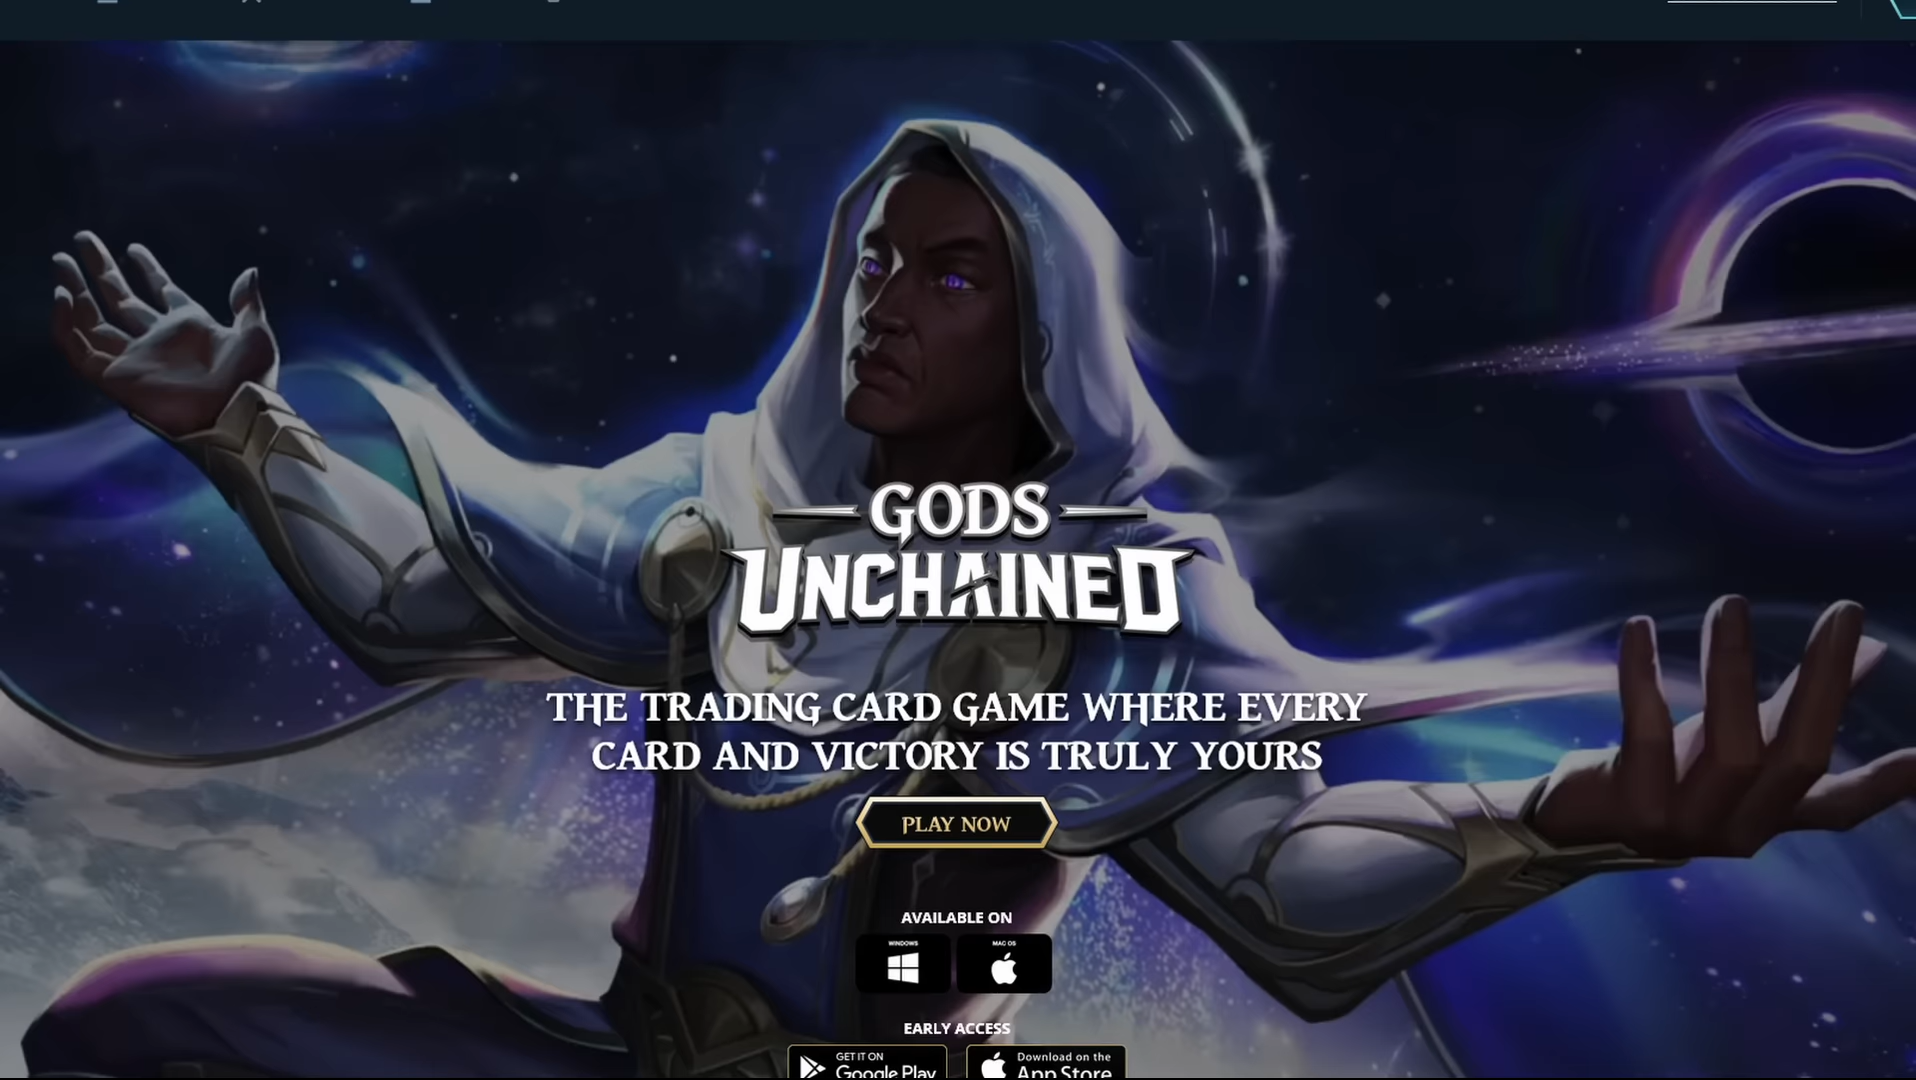 GODS
UNCHAINED
THE TRADING CARD GAME WHERE EVERY
CARD AND VICTORY IS TRULY YOURS
PLAY NOW
AVAILABLE ON
WINDOWS
MAC OS
EARLY ACCESS
GET IT ON
Google Play
Download on the
App Store